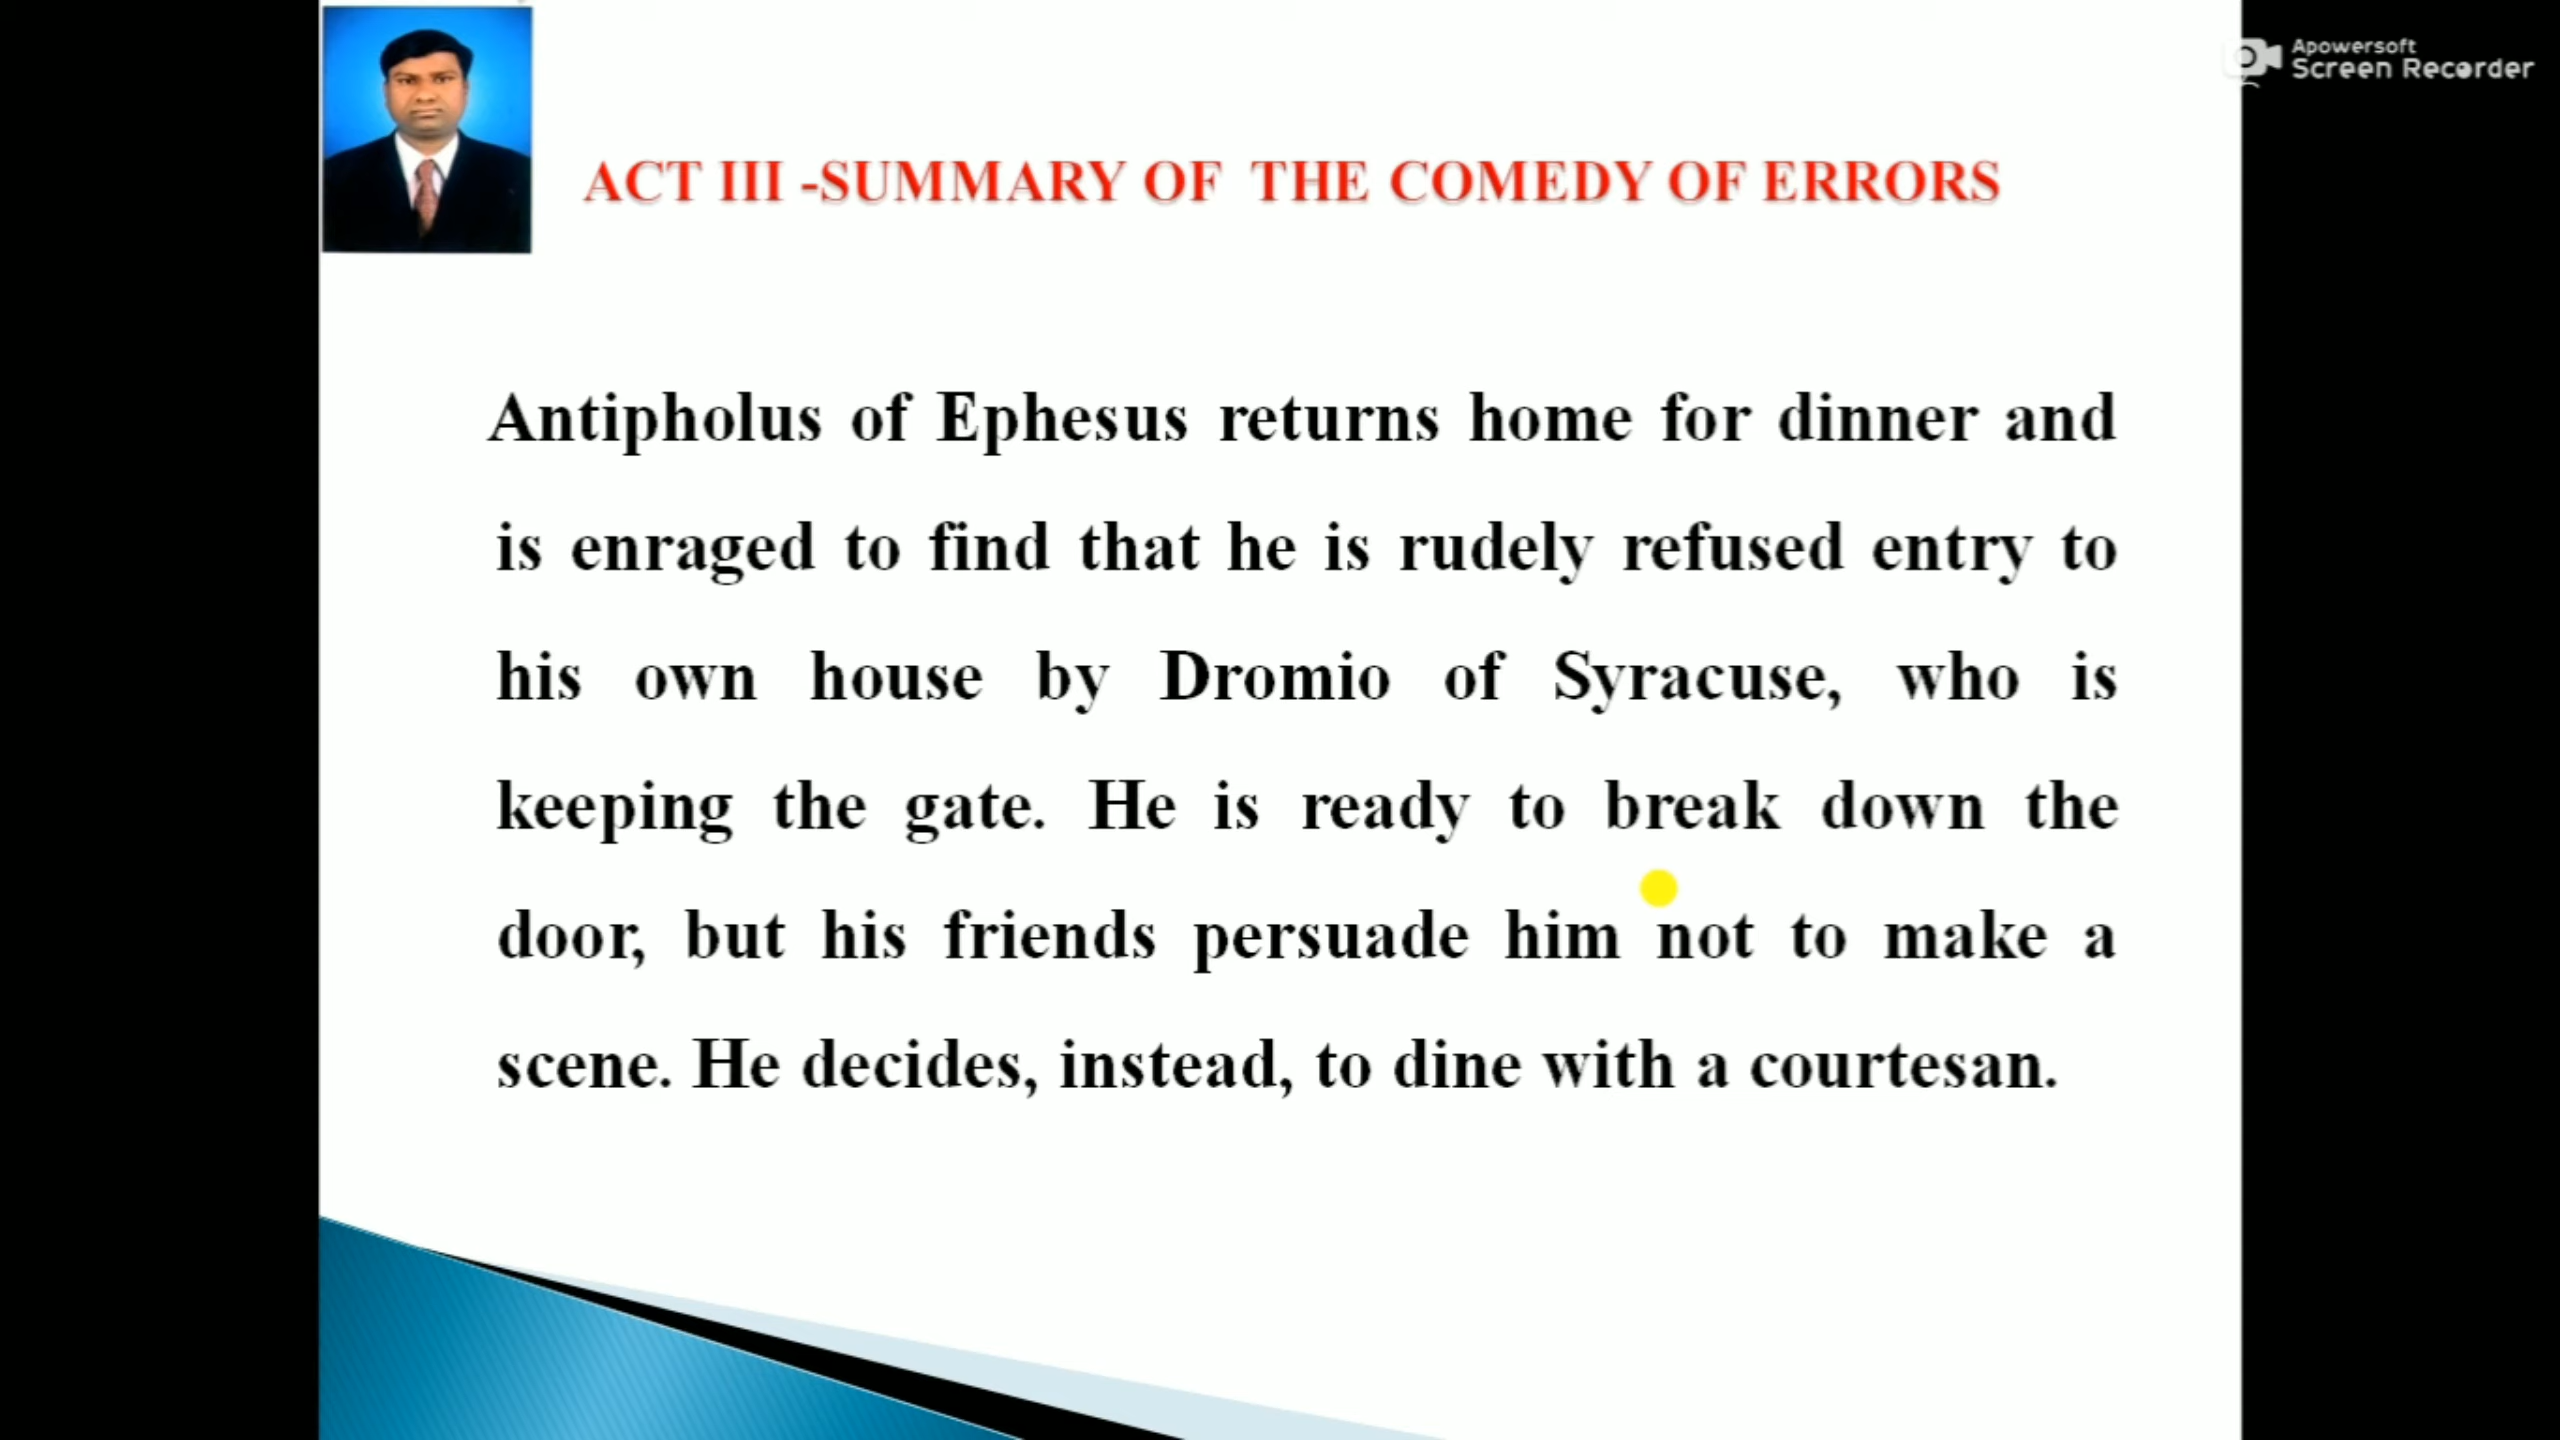 Apowersoft
Screen Recorder
ACT III -SUMMARY OF THE COMEDY OF ERRORS
Antipholus of Ephesus returns home for dinner and
is enraged to find that he is rudely refused entry to
his own house by Dromio of Syracuse, who is
keeping the gate. He is ready to break down the
door, but his friends persuade him not to make a
scene. He decides, instead, to dine with a courtesan.